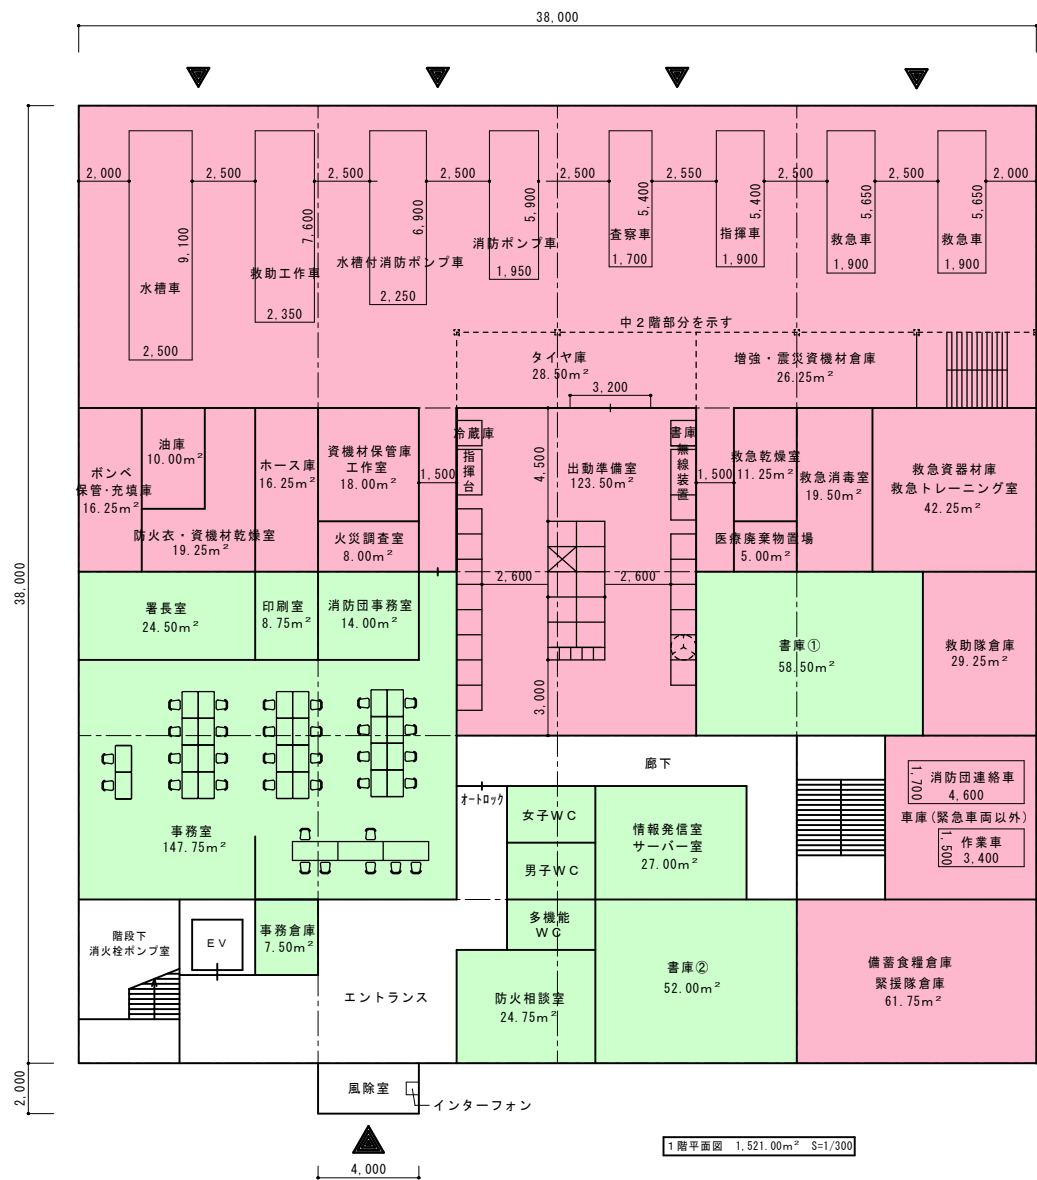 38,000
2,000
2,500
2,500
2,500
2,500
2,550
2,500
2,500
2,000
9,100
7,600
6,900
5,900
5,400
5,400
5,650
5,650
水槽車
救助工作車
水槽付消防ポンプ車
消防ポンプ車
査察車
指揮車
救急車
救急車
2,500
2,350
2,250
1,950
1,700
1,900
1,900
1,900
中2階部分を示す
タイヤ庫
28.50m²
増強・震災資機材倉庫
26.25m²
3,200
38,000
ボンベ
保管・充填庫
16.25m²
油庫
10.00m²
防火衣・資機材乾燥室
19.25m²
ホース庫
16.25m²
資機材保管庫
工作室
18.00m²
火災調査室
8.00m²
1,500
冷蔵庫
指揮台
4,500
出動準備室
123.50m²
書庫
無線装置
1,500
救急乾燥室
11.25m²
医療廃棄物置場
5.00m²
救急消毒室
19.50m²
救急資器材庫
救急トレーニング室
42.25m²
2,600
2,600
3,000
署長室
24.50m²
印刷室
8.75m²
消防団事務室
14.00m²
書庫①
58.50m²
救助隊倉庫
29.25m²
事務室
147.75m²
廊下
オートロック
女子WC
男子WC
多機能
WC
情報発信室
サーバー室
27.00m²
1,700
消防団連絡車
4,600
車庫(緊急車両以外)
1,500
作業車
3,400
階段下
消火栓ポンプ室
EV
事務倉庫
7.50m²
エントランス
防火相談室
24.75m²
書庫②
52.00m²
備蓄食糧倉庫
緊援隊倉庫
61.75m²
2,000
風除室
インターフォン
4,000
1階平面図 1,521.00m² S=1/300